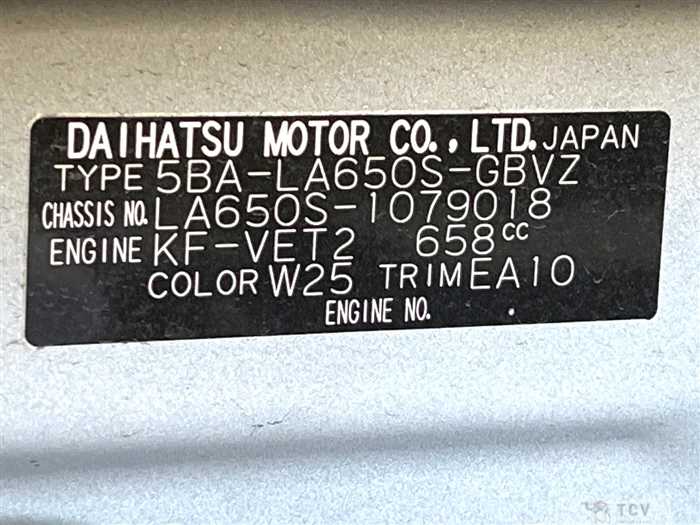 DAIHATSU MOTOR CO., LTD. JAPAN
TYPE 5BA-LA650S-GBVZ
CHASSIS NO. LA650S-1079018
ENGINE KF-VET2 658cc
COLOR W25 TRIM EA10
ENGINE NO.
TCV